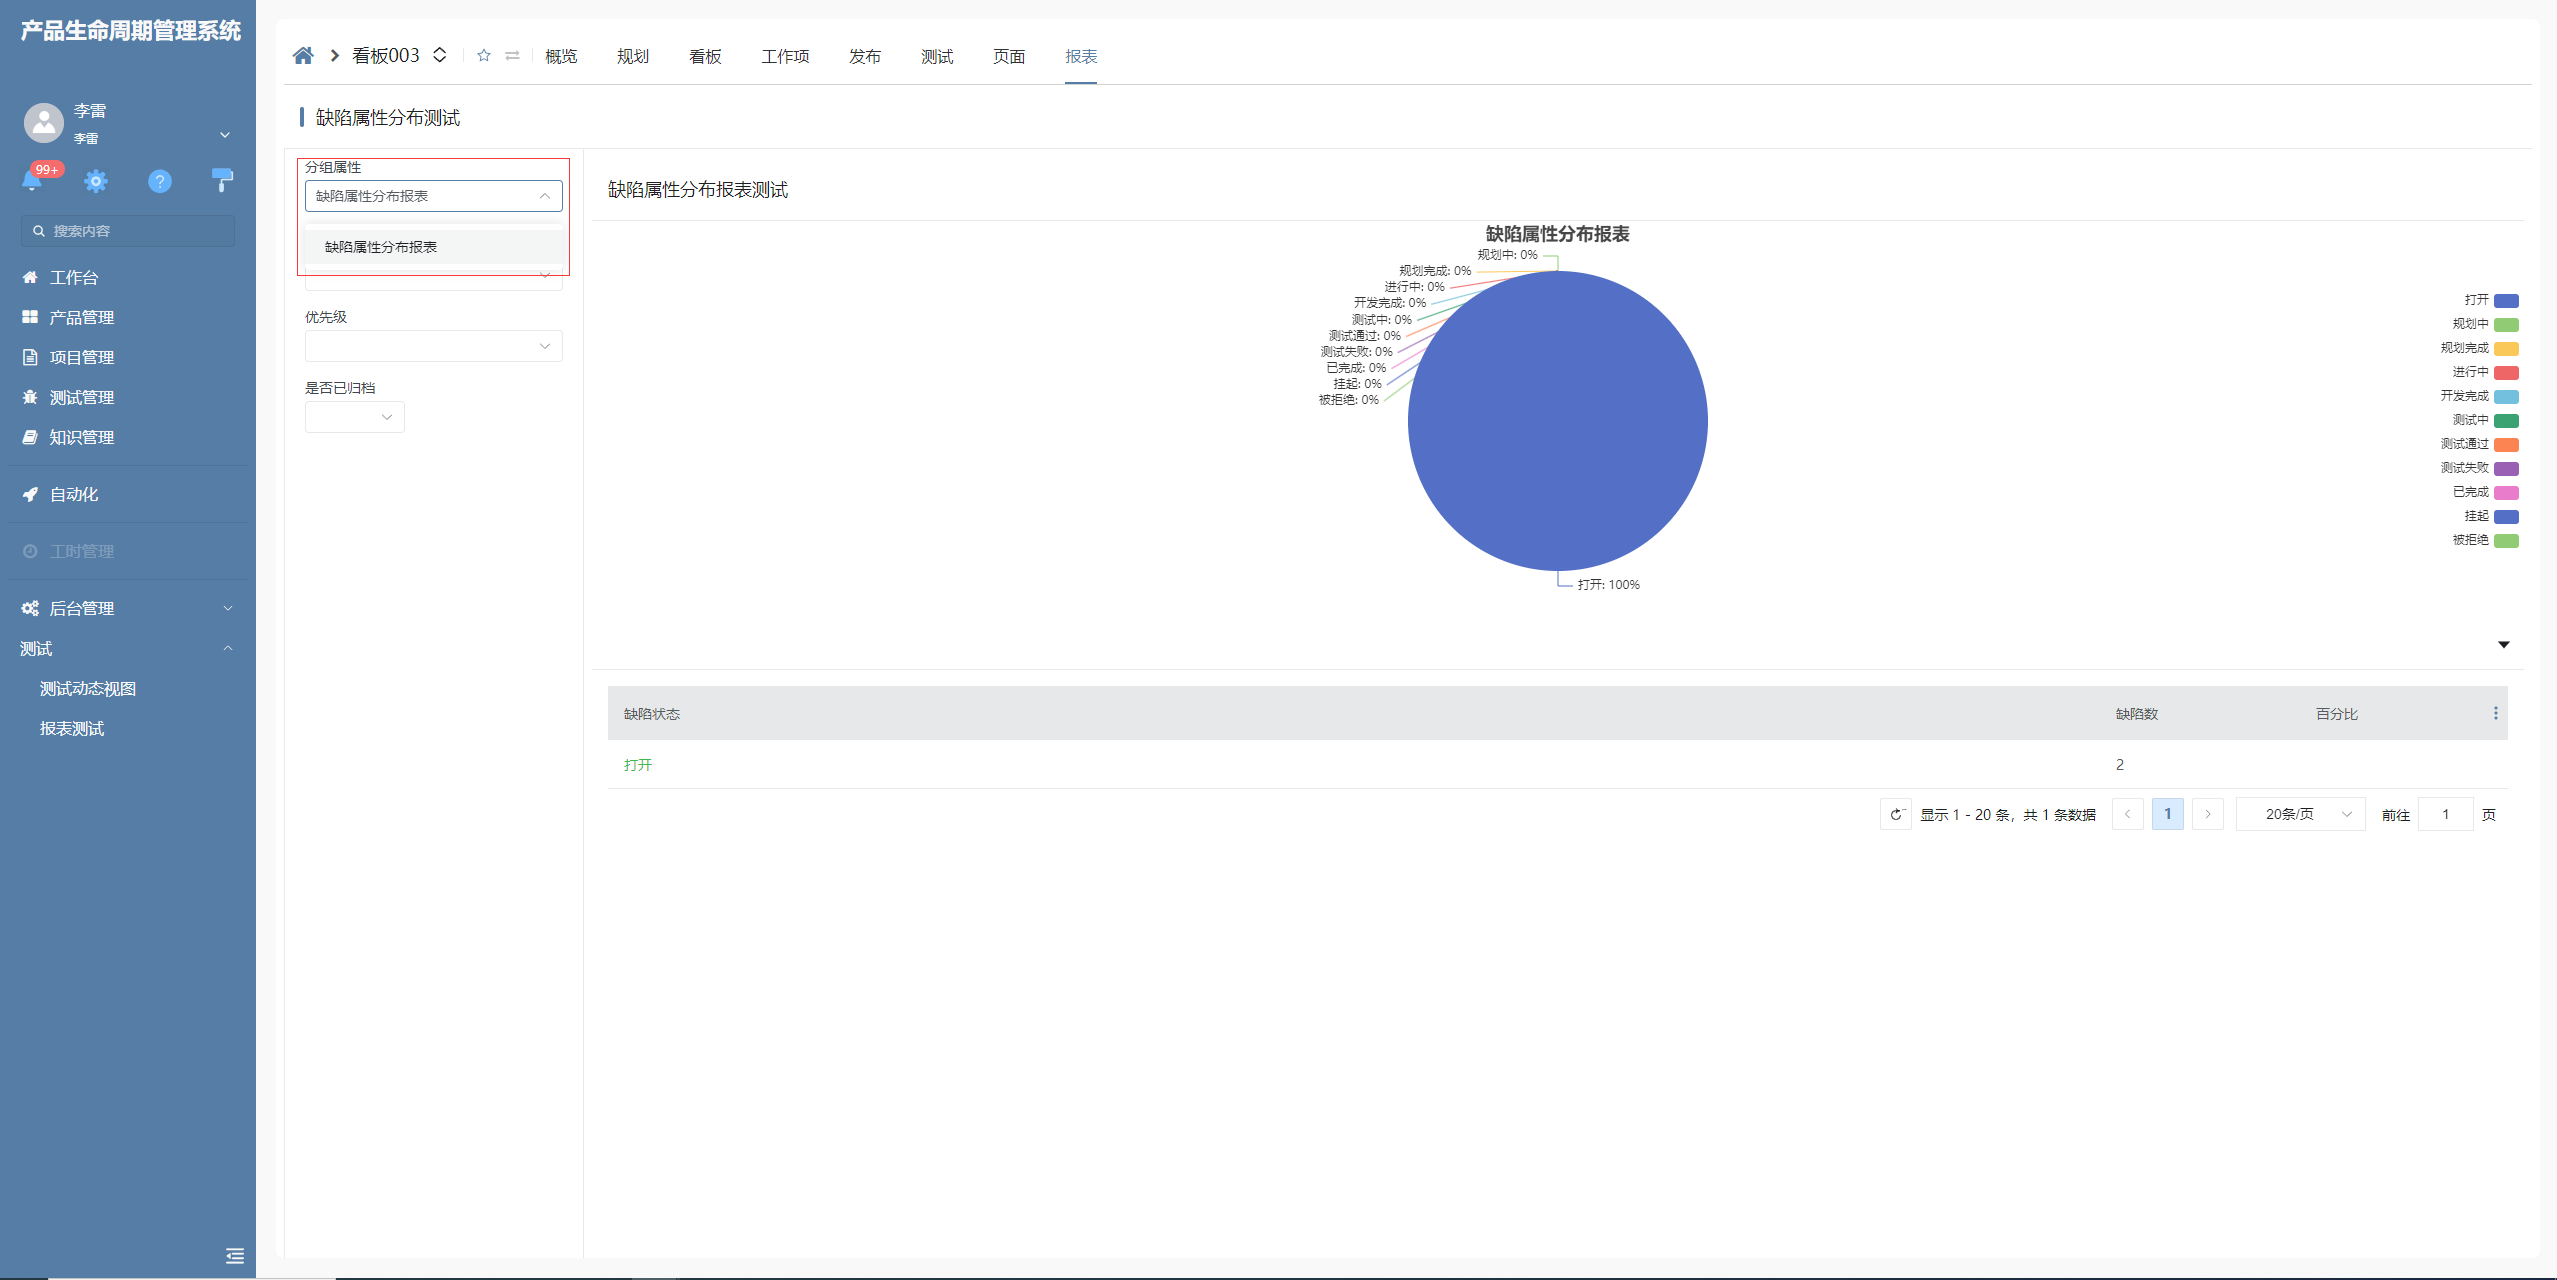 产品生命周期管理系统
李雷
李雷
99+
搜索内容
工作台
产品管理
项目管理
测试管理
知识管理
自动化
工时管理
后台管理
测试
测试动态视图
报表测试
看板003
概览
规划
看板
工作项
发布
测试
页面
报表
缺陷属性分布测试
分组属性
缺陷属性分布报表
缺陷属性分布报表
优先级
是否已归档
缺陷属性分布报表测试
缺陷属性分布报表
规划中: 0%
规划完成: 0%
进行中: 0%
开发完成: 0%
测试中: 0%
测试通过: 0%
测试失败: 0%
已完成: 0%
挂起: 0%
被拒绝: 0%
打开: 100%
打开
规划中
规划完成
进行中
开发完成
测试中
测试通过
测试失败
已完成
挂起
被拒绝
缺陷状态 缺陷数 百分比
打开 2
显示 1 - 20 条，共 1 条数据 1 20条/页 前往 1 页